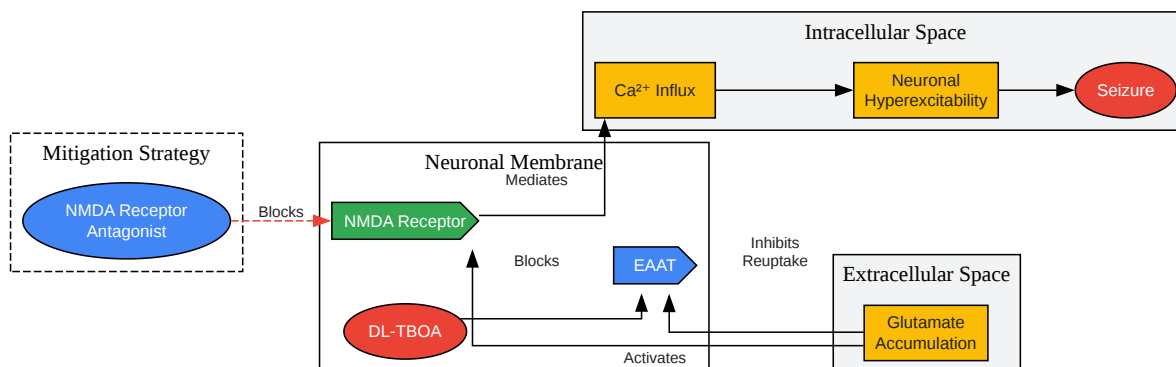 Intracellular Space
Ca²⁺ Influx
Neuronal
Hyperexcitability
Seizure
Mitigation Strategy
NMDA Receptor
Antagonist
Blocks
Neuronal Membrane
Mediates
NMDA Receptor
Blocks
EAAT
Inhibits
Reuptake
DL-TBOA
Activates
Extracellular Space
Glutamate
Accumulation